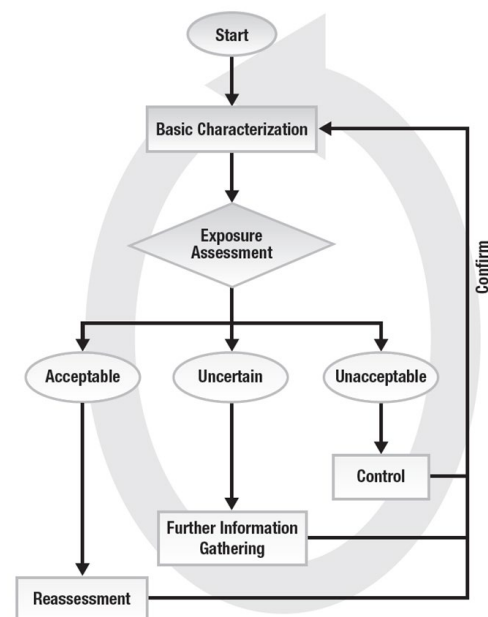 Start
Basic Characterization
Exposure
Assessment
Confirm
Acceptable
Uncertain
Unacceptable
Control
Further Information
Gathering
Reassessment